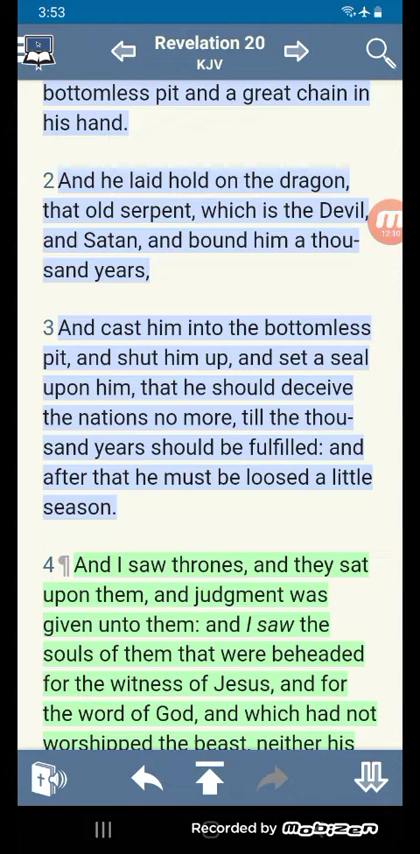 3:53
Revelation 20
KJV
bottomless pit and a great chain in
his hand.
2 And he laid hold on the dragon,
that old serpent, which is the Devil,
and Satan, and bound him a thou-
sand years,
12:10
3 And cast him into the bottomless
pit, and shut him up, and set a seal
upon him, that he should deceive
the nations no more, till the thou-
sand years should be fulfilled: and
after that he must be loosed a little
season.
4 ¶ And I saw thrones, and they sat
upon them, and judgment was
given unto them: and I saw the
souls of them that were beheaded
for the witness of Jesus, and for
the word of God, and which had not
worshipped the beast, neither his
Recorded by mobizen